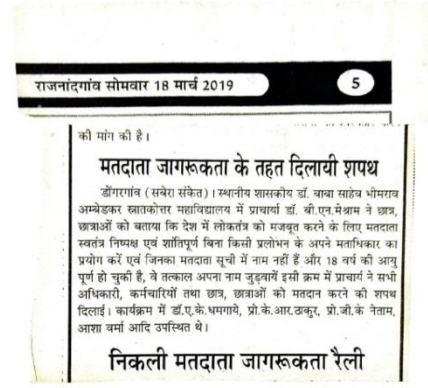 राजनांदगांव सोमवार 18 मार्च 2019
5
की मांग की है।
मतदाता जागरूकता के तहत दिलायी शपथ
डोंगरगांव (सबेरा संकेत)। स्थानीय शासकीय डॉ. बाबा साहेब भीमराव
अम्बेडकर स्नातकोत्तर महाविद्यालय में प्राचार्या डॉ. बी.एन.मेश्राम ने छात्र,
छात्राओं को बताया कि देश में लोकतंत्र को मजबूत करने के लिए मतदाता
स्वतंत्र निष्पक्ष एवं शांतिपूर्ण बिना किसी प्रलोभन के अपने मताधिकार का
प्रयोग करें एवं जिनका मतदाता सूची में नाम नहीं हैं और 18 वर्ष की आयु
पूर्ण हो चुकी है, वे तत्काल अपना नाम जुड़वायें इसी क्रम में प्राचार्य ने सभी
अधिकारी, कर्मचारियों तथा छात्र, छात्राओं को मतदान करने की शपथ
दिलाई। कार्यक्रम में डॉ.ए.के.धमगाये, प्रो.के.आर.ठाकुर, प्रो.जी.के नेताम,
आशा वर्मा आदि उपस्थित थे।
निकली मतदाता जागरूकता रैली